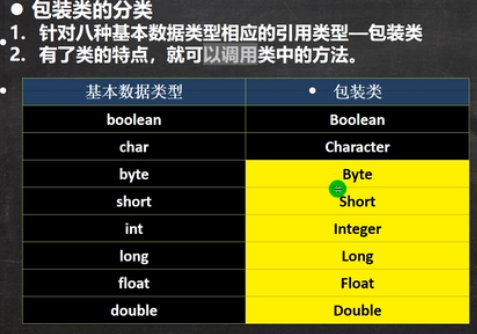 ● 包装类的分类
1. 针对八种基本数据类型相应的引用类型—包装类
2. 有了类的特点，就可以调用类中的方法。
基本数据类型 • 包装类
boolean Boolean
char Character
byte Byte
short Short
int Integer
long Long
float Float
double Double